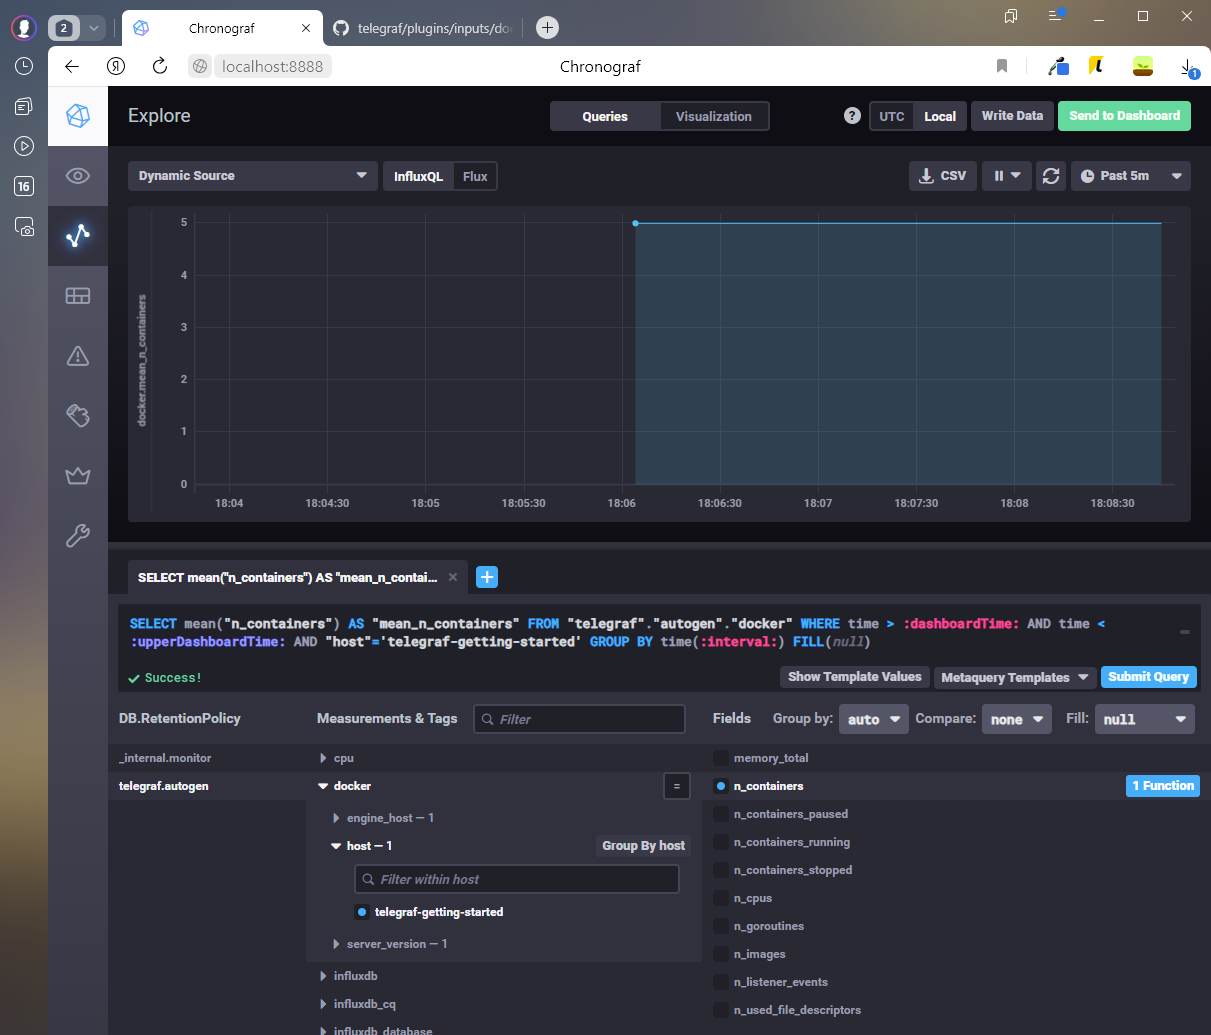 2
Chronograf
telegraf/plugins/inputs/doc
localhost:8888
Chronograf
1
16
Explore
Queries
Visualization
?
UTC
Local
Write Data
Send to Dashboard
Dynamic Source
InfluxQL
Flux
CSV
Past 5m
docker.mean_n_containers
5
4
3
2
1
0
18:04
18:04:30
18:05
18:05:30
18:06
18:06:30
18:07
18:07:30
18:08
18:08:30
SELECT mean("n_containers") AS "mean_n_contai...
SELECT mean("n_containers") AS "mean_n_containers" FROM "telegraf"."autogen"."docker" WHERE time > :dashboardTime: AND time <
:upperDashboardTime: AND "host"='telegraf-getting-started' GROUP BY time(:interval:) FILL(null)
Success!
Show Template Values
Metaquery Templates
Submit Query
DB.RetentionPolicy
Measurements & Tags
Filter
Fields
Group by:
auto
Compare:
none
Fill:
null
_internal.monitor
telegraf.autogen
cpu
docker
=
engine_host — 1
host — 1
Group By host
Filter within host
telegraf-getting-started
server_version — 1
influxdb
influxdb_cq
influxdb_database
memory_total
n_containers
1 Function
n_containers_paused
n_containers_running
n_containers_stopped
n_cpus
n_goroutines
n_images
n_listener_events
n_used_file_descriptors